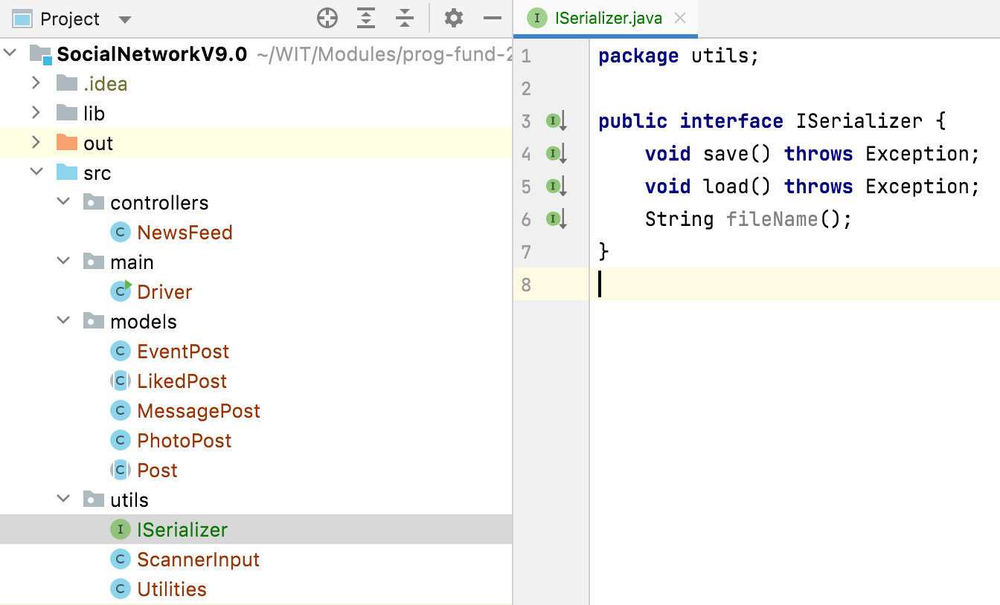 Project
SocialNetworkV9.0 ~/WIT/Modules/prog-fund-2
.idea
lib
out
src
controllers
C NewsFeed
main
C Driver
models
C EventPost
C LikedPost
C MessagePost
C PhotoPost
C Post
utils
I ISerializer
C ScannerInput
C Utilities
I ISerializer.java
1 package utils;
2
3 I public interface ISerializer {
4 I void save() throws Exception;
5 I void load() throws Exception;
6 I String fileName();
7 }
8